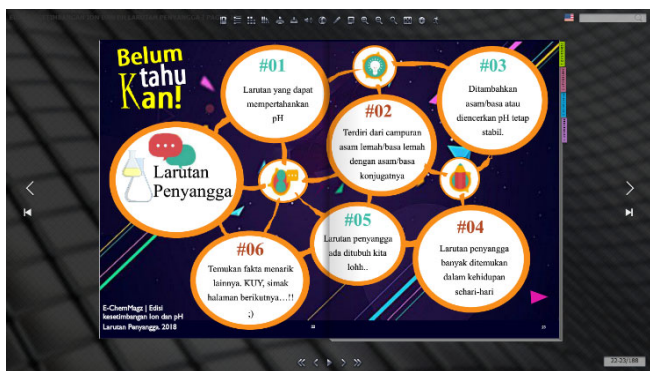 Belum
tahu
Kan!
#01
Larutan yang dapat
mempertahankan
pH
#02
Terdiri dari campuran
asam lemah/basa lemah
dengan asam/basa
konjugatnya
#03
Ditambahkan
asam/basa atau
diencerkan pH tetap
stabil.
Larutan
Penyangga
#05
Larutan penyangga
ada ditubuh kita
lohh..
#04
Larutan penyangga
banyak ditemukan
dalam kehidupan
sehari-hari
#06
Temukan fakta menarik
lainnya. KUY, simak
halaman berikutnya…!!
;)
E-ChemMagz | Edisi
kesetimbangan Ion dan pH
Larutan Penyangga. 2018
22-23/188